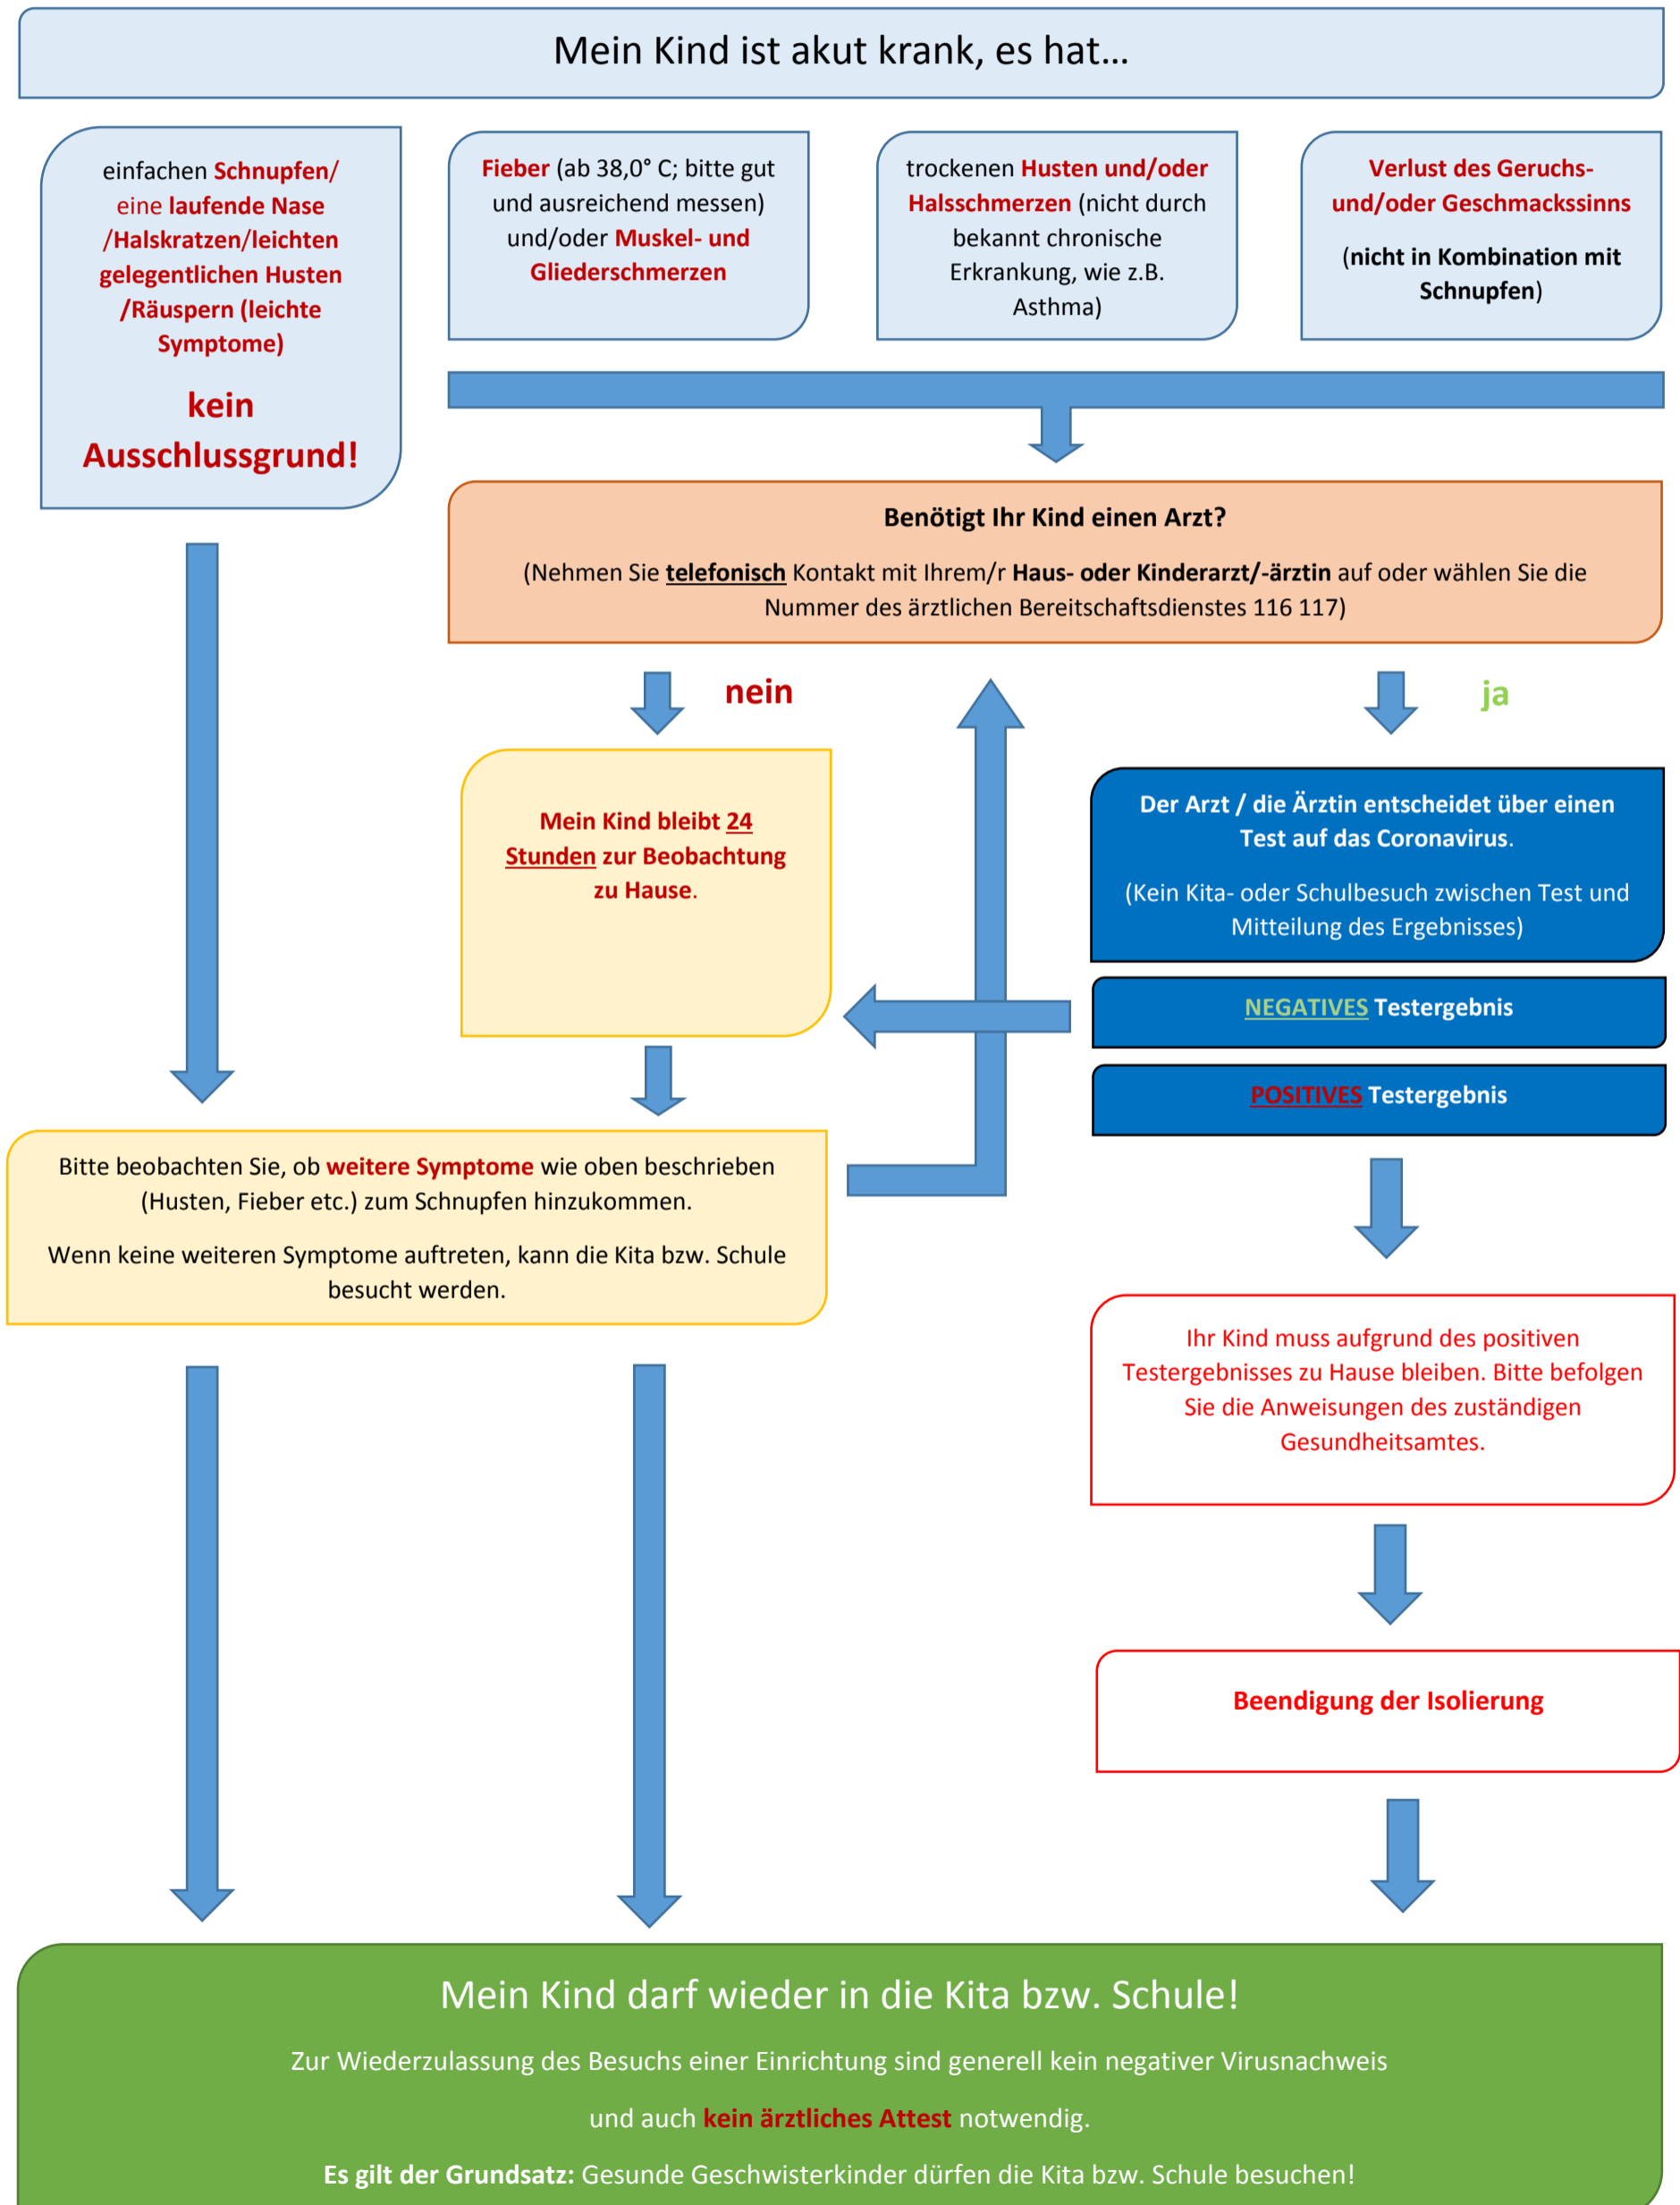 Mein Kind ist akut krank, es hat…
einfachen Schnupfen/
eine laufende Nase
/Halskratzen/leichten
gelegentlichen Husten
/Räuspern (leichte
Symptome)
kein
Ausschlussgrund!
Fieber (ab 38,0° C; bitte gut
und ausreichend messen)
und/oder Muskel- und
Gliederschmerzen
trockenen Husten und/oder
Halsschmerzen (nicht durch
bekannt chronische
Erkrankung, wie z.B.
Asthma)
Verlust des Geruchs-
und/oder Geschmackssinns
(nicht in Kombination mit
Schnupfen)
Benötigt Ihr Kind einen Arzt?
(Nehmen Sie telefonisch Kontakt mit Ihrem/r Haus- oder Kinderarzt/-ärztin auf oder wählen Sie die
Nummer des ärztlichen Bereitschaftsdienstes 116 117)
nein
ja
Mein Kind bleibt 24
Stunden zur Beobachtung
zu Hause.
Der Arzt / die Ärztin entscheidet über einen
Test auf das Coronavirus.
(Kein Kita- oder Schulbesuch zwischen Test und
Mitteilung des Ergebnisses)
NEGATIVES Testergebnis
POSITIVES Testergebnis
Bitte beobachten Sie, ob weitere Symptome wie oben beschrieben
(Husten, Fieber etc.) zum Schnupfen hinzukommen.
Wenn keine weiteren Symptome auftreten, kann die Kita bzw. Schule
besucht werden.
Ihr Kind muss aufgrund des positiven
Testergebnisses zu Hause bleiben. Bitte befolgen
Sie die Anweisungen des zuständigen
Gesundheitsamtes.
Beendigung der Isolierung
Mein Kind darf wieder in die Kita bzw. Schule!
Zur Wiederzulassung des Besuchs einer Einrichtung sind generell kein negativer Virusnachweis
und auch kein ärztliches Attest notwendig.
Es gilt der Grundsatz: Gesunde Geschwisterkinder dürfen die Kita bzw. Schule besuchen!